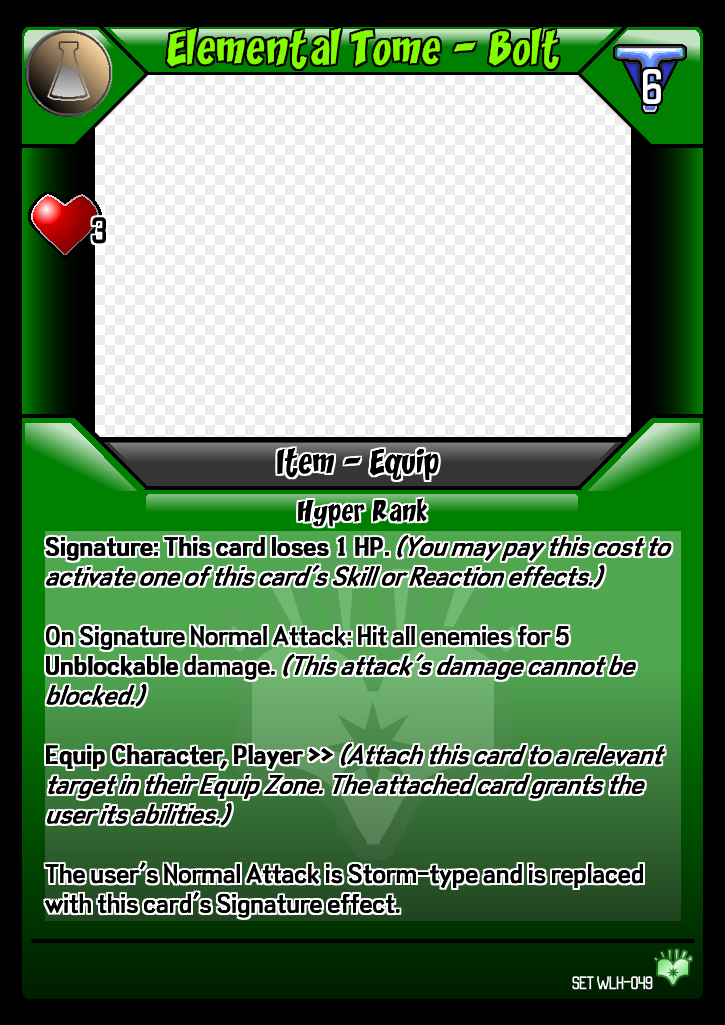 Elemental Tome - Bolt
6
3
Item - Equip
Hyper Rank
Signature: This card loses 1 HP. (You may pay this cost to
activate one of this card's Skill or Reaction effects.)
On Signature Normal Attack: Hit all enemies for 5
Unblockable damage. (This attack's damage cannot be
blocked.)
Equip Character, Player >> (Attach this card to a relevant
target in their Equip Zone. The attached card grants the
user its abilities.)
The user's Normal Attack is Storm-type and is replaced
with this card's Signature effect.
SET WLH-049